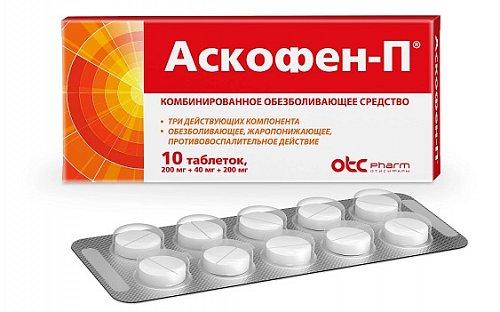 Аскофен-П®
КОМБИНИРОВАННОЕ ОБЕЗБОЛИВАЮЩЕЕ СРЕДСТВО
• ТРИ ДЕЙСТВУЮЩИХ КОМПОНЕНТА
• ОБЕЗБОЛИВАЮЩЕЕ, ЖАРОПОНИЖАЮЩЕЕ,
ПРОТИВОВОСПАЛИТЕЛЬНОЕ ДЕЙСТВИЕ
10 таблеток,
200 мг + 40 мг + 200 мг
otc pharm
ОТИСИФАРМ
Аскофен-П